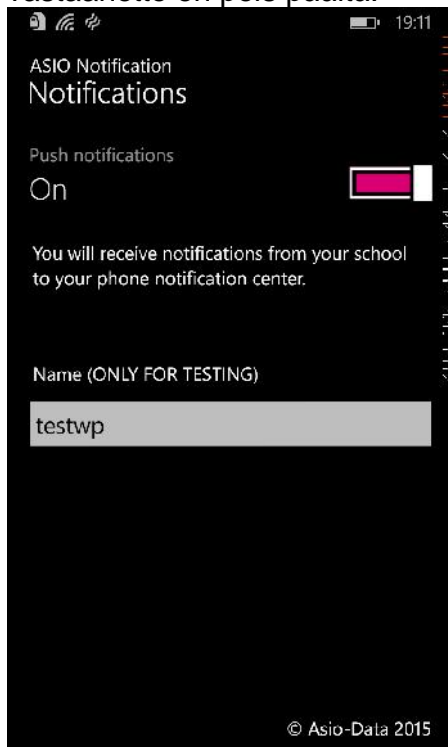 19:11
ASIO Notification
Notifications
Push notifications
On
You will receive notifications from your school
to your phone notification center.
Name (ONLY FOR TESTING)
testwp
© Asio-Data 2015